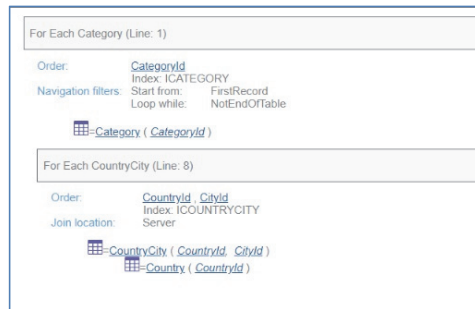 For Each Category (Line: 1)
Order: CategoryId
Index: ICATEGORY
Navigation filters: Start from: FirstRecord
Loop while: NotEndOfTable
=Category ( CategoryId )
For Each CountryCity (Line: 8)
Order: CountryId , CityId
Index: ICOUNTRYCITY
Join location: Server
=CountryCity ( CountryId, CityId )
=Country ( CountryId )